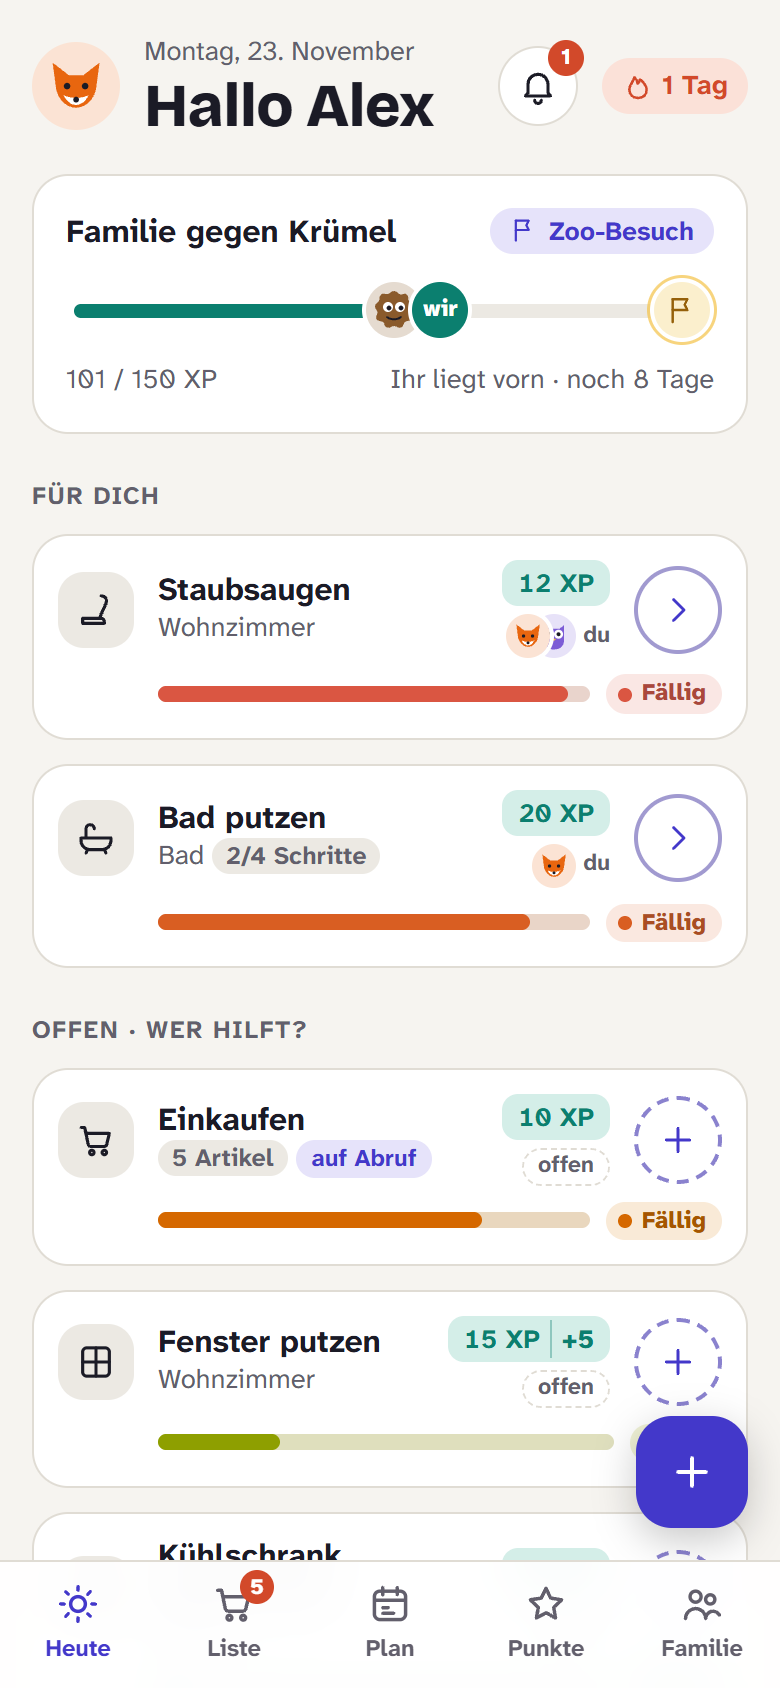 Montag, 23. November
Hallo Alex
1
1 Tag
Familie gegen Krümel
Zoo-Besuch
wir
101 / 150 XP
Ihr liegt vorn · noch 8 Tage
FÜR DICH
Staubsaugen
12 XP
Wohnzimmer
du
Fällig
Bad putzen
20 XP
Bad
2/4 Schritte
du
Fällig
OFFEN · WER HILFT?
Einkaufen
10 XP
5 Artikel
auf Abruf
offen
Fällig
Fenster putzen
15 XP
+5
Wohnzimmer
offen
Kühlschrank
5
Heute
Liste
Plan
Punkte
Familie